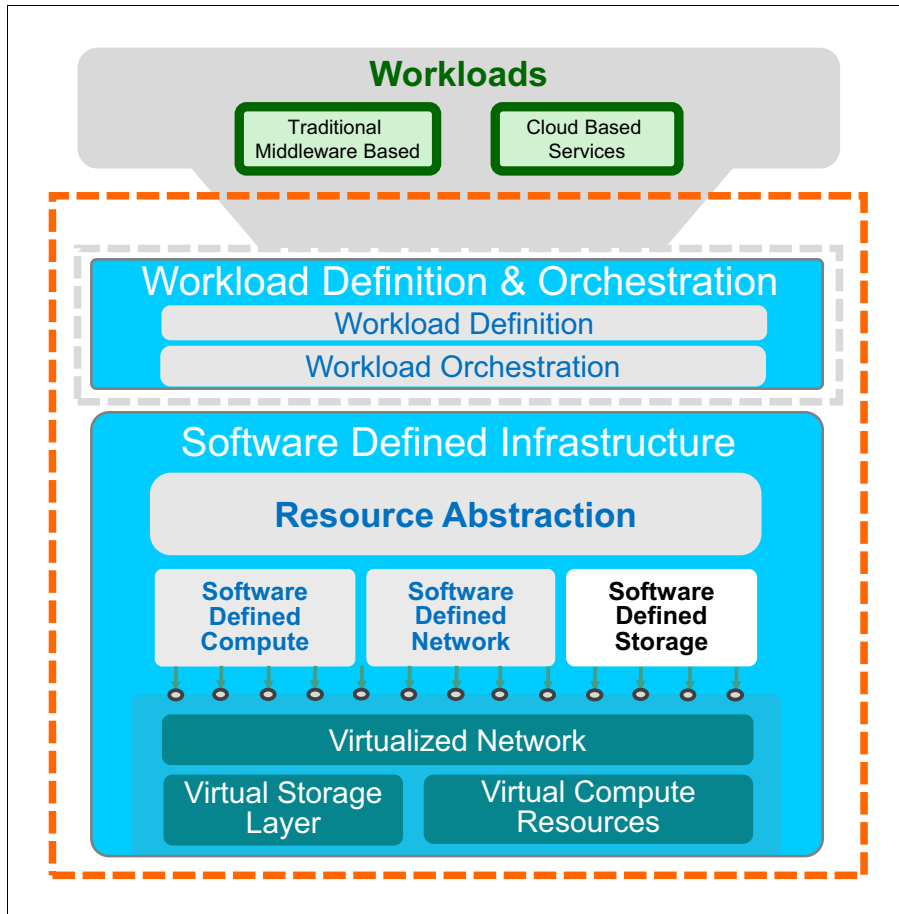 Workloads
Traditional
Middleware Based
Cloud Based
Services
Workload Definition & Orchestration
Workload Definition
Workload Orchestration
Software Defined Infrastructure
Resource Abstraction
Software
Defined
Compute
Software
Defined
Network
Software
Defined
Storage
Virtualized Network
Virtual Storage
Layer
Virtual Compute
Resources